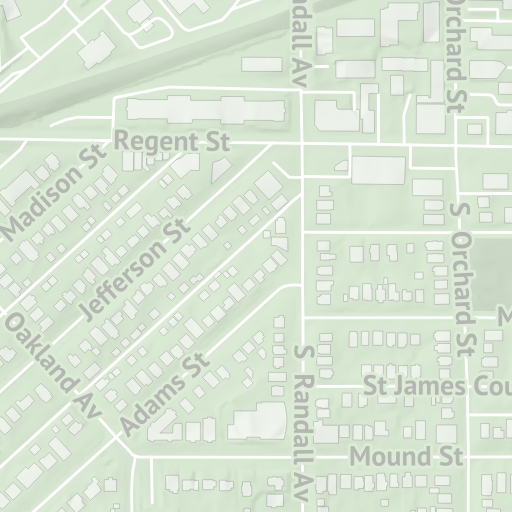 ndall Av
Orchard St
Regent St
Madison St
Jefferson St
S Orchard St
M
Oakland Av
Adams St
S Randall Av
St James Cou
Mound St